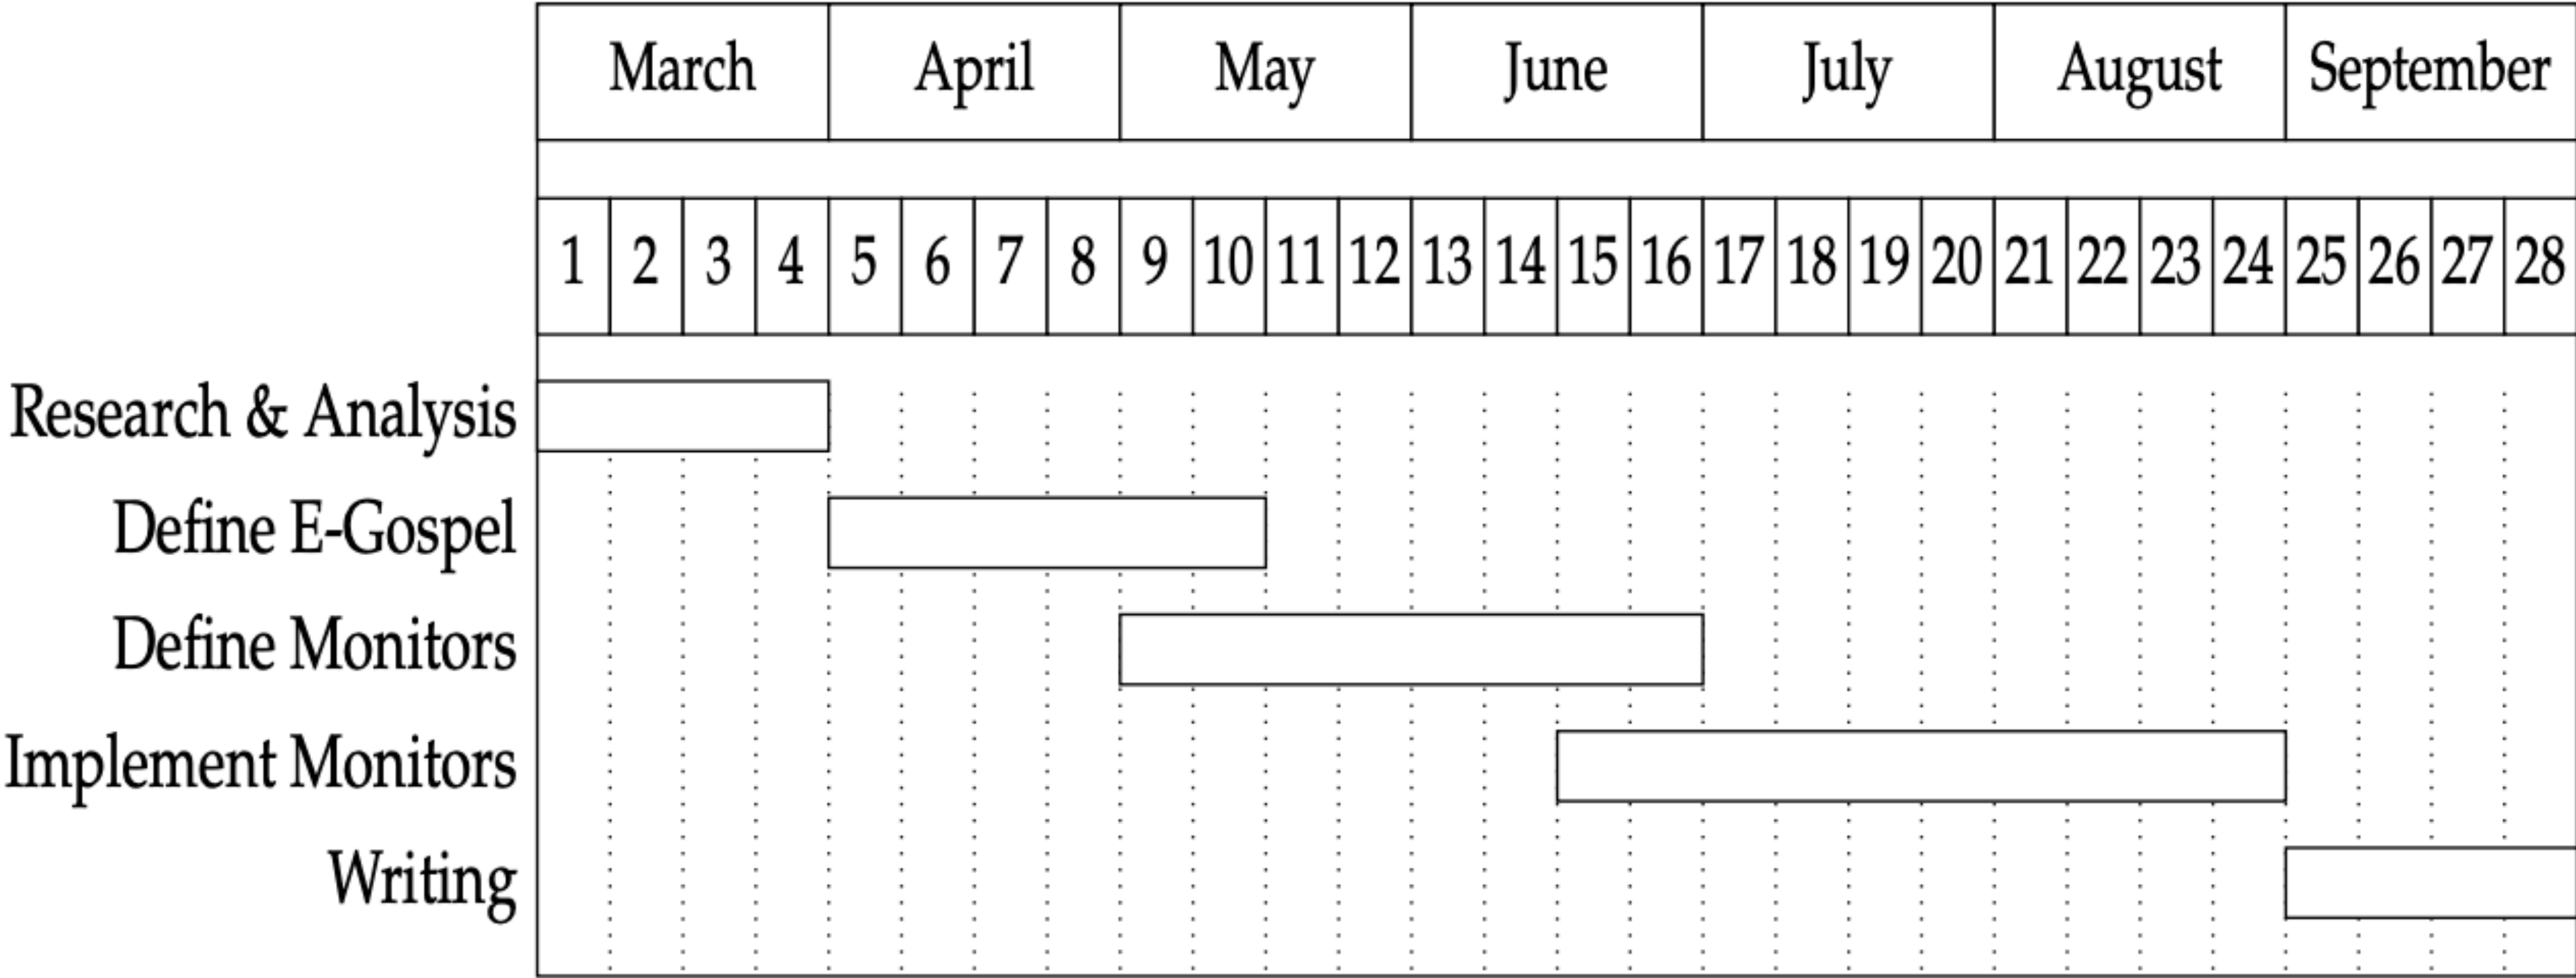 March April May June July August September
1 2 3 4 5 6 7 8 9 10 11 12 13 14 15 16 17 18 19 20 21 22 23 24 25 26 27 28
Research & Analysis
Define E-Gospel
Define Monitors
Implement Monitors
Writing